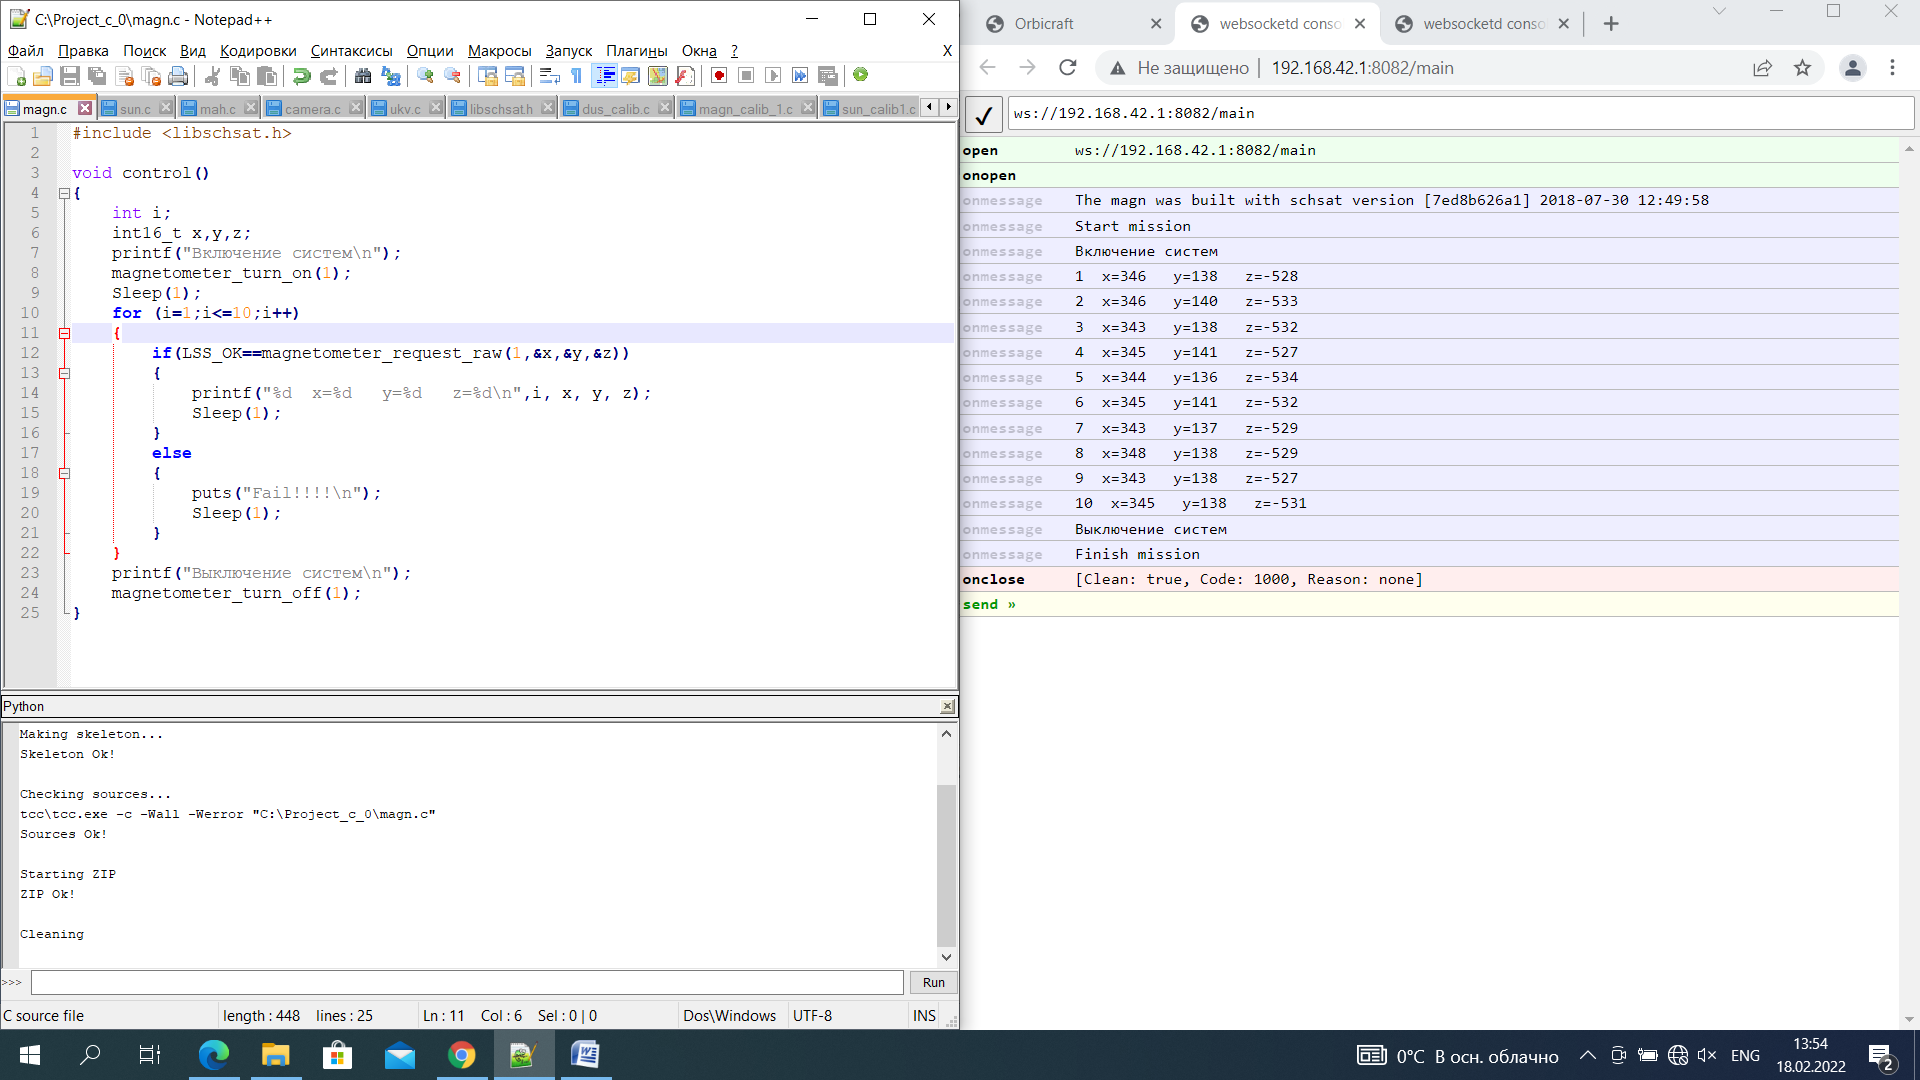 C:\Project_c_0\magn.c - Notepad++
Файл Правка Поиск Вид Кодировки Синтаксисы Опции Макросы Запуск Плагины Окна ? X
magn.c sun.c mah.c camera.c ukv.c libschsat.h dus_calib.c magn_calib_1.c sun_calib1.c
1 #include <libschsat.h>
2
3 void control()
4 {
5 int i;
6 int16_t x,y,z;
7 printf("Включение систем\n");
8 magnetometer_turn_on(1);
9 Sleep(1);
10 for (i=1;i<=10;i++)
11 {
12 if(LSS_OK==magnetometer_request_raw(1,&x,&y,&z))
13 {
14 printf("%d  x=%d   y=%d   z=%d\n",i, x, y, z);
15 Sleep(1);
16 }
17 else
18 {
19 puts("Fail!!!!\n");
20 Sleep(1);
21 }
22 }
23 printf("Выключение систем\n");
24 magnetometer_turn_off(1);
25 }
Python
Making skeleton...
Skeleton Ok!
Checking sources...
tcc\tcc.exe -c -Wall -Werror "C:\Project_c_0\magn.c"
Sources Ok!
Starting ZIP
ZIP Ok!
Cleaning
>>> Run
C source file length : 448 lines : 25 Ln : 11 Col : 6 Sel : 0 | 0 Dos\Windows UTF-8 INS
Orbicraft websocketd conso websocketd conso
Не защищено 192.168.42.1:8082/main
✓ ws://192.168.42.1:8082/main
open ws://192.168.42.1:8082/main
onopen
onmessage The magn was built with schsat version [7ed8b626a1] 2018-07-30 12:49:58
onmessage Start mission
onmessage Включение систем
onmessage 1  x=346   y=138   z=-528
onmessage 2  x=346   y=140   z=-533
onmessage 3  x=343   y=138   z=-532
onmessage 4  x=345   y=141   z=-527
onmessage 5  x=344   y=136   z=-534
onmessage 6  x=345   y=141   z=-532
onmessage 7  x=343   y=137   z=-529
onmessage 8  x=348   y=138   z=-529
onmessage 9  x=343   y=138   z=-527
onmessage 10  x=345   y=138   z=-531
onmessage Выключение систем
onmessage Finish mission
onclose [Clean: true, Code: 1000, Reason: none]
send »
0°C В осн. облачно ENG 13:54
18.02.2022 2